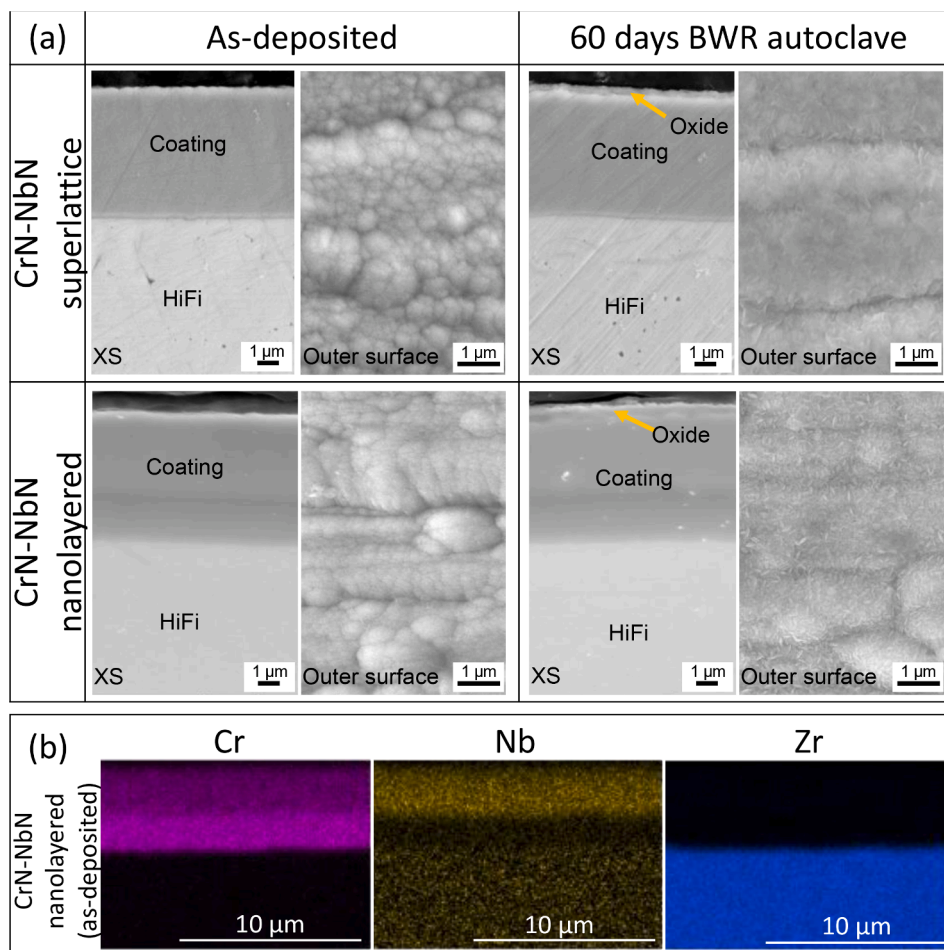 (a)
As-deposited
60 days BWR autoclave
CrN-NbN
superlattice
Coating
HiFi
XS
1 µm
Outer surface
1 µm
Oxide
Coating
HiFi
XS
1 µm
Outer surface
1 µm
CrN-NbN
nanolayered
Coating
HiFi
XS
1 µm
Outer surface
1 µm
Oxide
Coating
HiFi
XS
1 µm
Outer surface
1 µm
(b)
Cr
Nb
Zr
CrN-NbN
nanolayered
(as-deposited)
10 µm
10 µm
10 µm